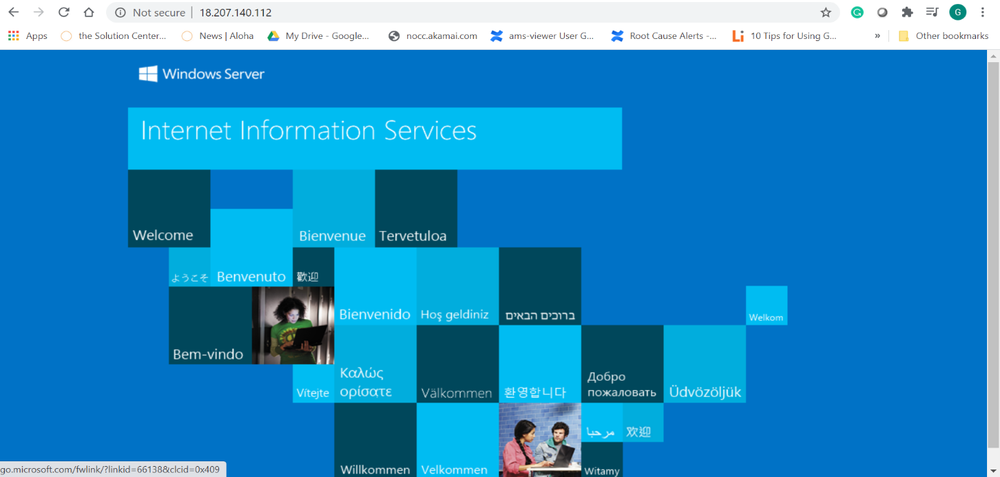 Not secure
18.207.140.112
G
Apps
the Solution Center...
News | Aloha
My Drive - Google...
nocc.akamai.com
ams-viewer User G...
Root Cause Alerts -...
10 Tips for Using G...
»
Other bookmarks
Windows Server
Internet Information Services
Welcome
Bienvenue
Tervetuloa
ようこそ
Benvenuto
歡迎
Bienvenido
Hoş geldiniz
ברוכים הבאים
Welkom
Bem-vindo
Vítejte
Καλώς
ορίσατε
Välkommen
환영합니다
Добро
пожаловать
Üdvözöljük
Willkommen
Velkommen
مرحبا
欢迎
Witamy
go.microsoft.com/fwlink/?linkid=66138&clcid=0x409